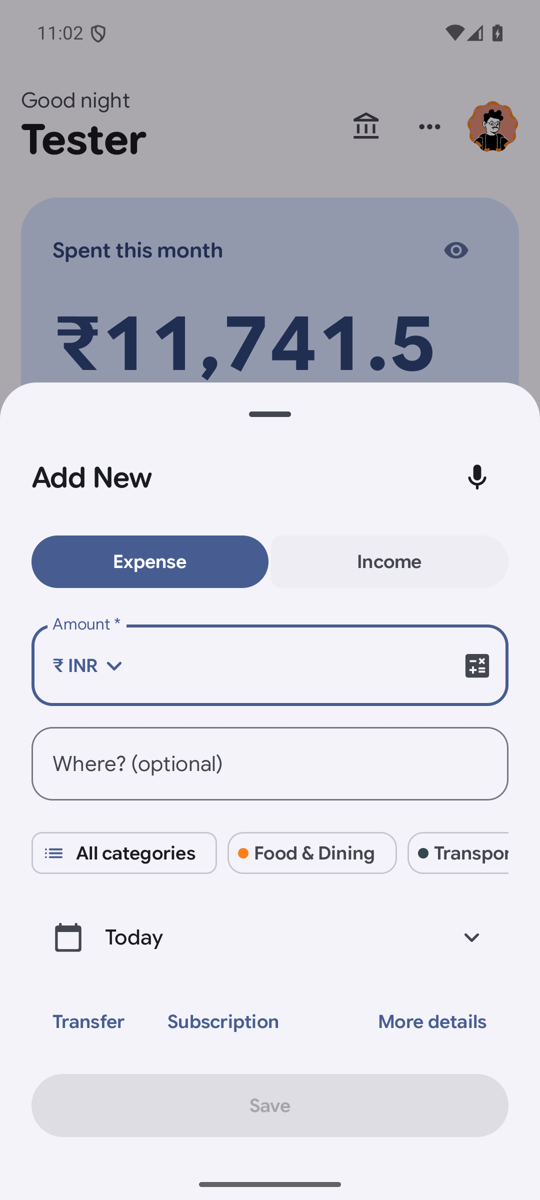 11:02
Good night
Tester
Spent this month
₹11,741.5
Add New
Expense
Income
Amount *
₹ INR
Where? (optional)
All categories
Food & Dining
Transpor
Today
Transfer
Subscription
More details
Save